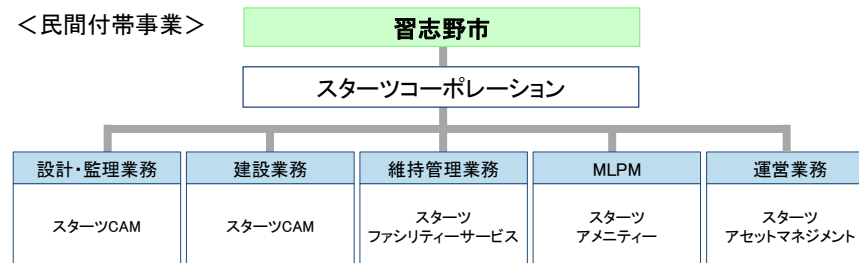 ＜民間付帯事業＞
習志野市
スターツコーポレーション
設計・監理業務
スターツCAM
建設業務
スターツCAM
維持管理業務
スターツ
ファシリティーサービス
MLPM
スターツ
アメニティー
運営業務
スターツ
アセットマネジメント